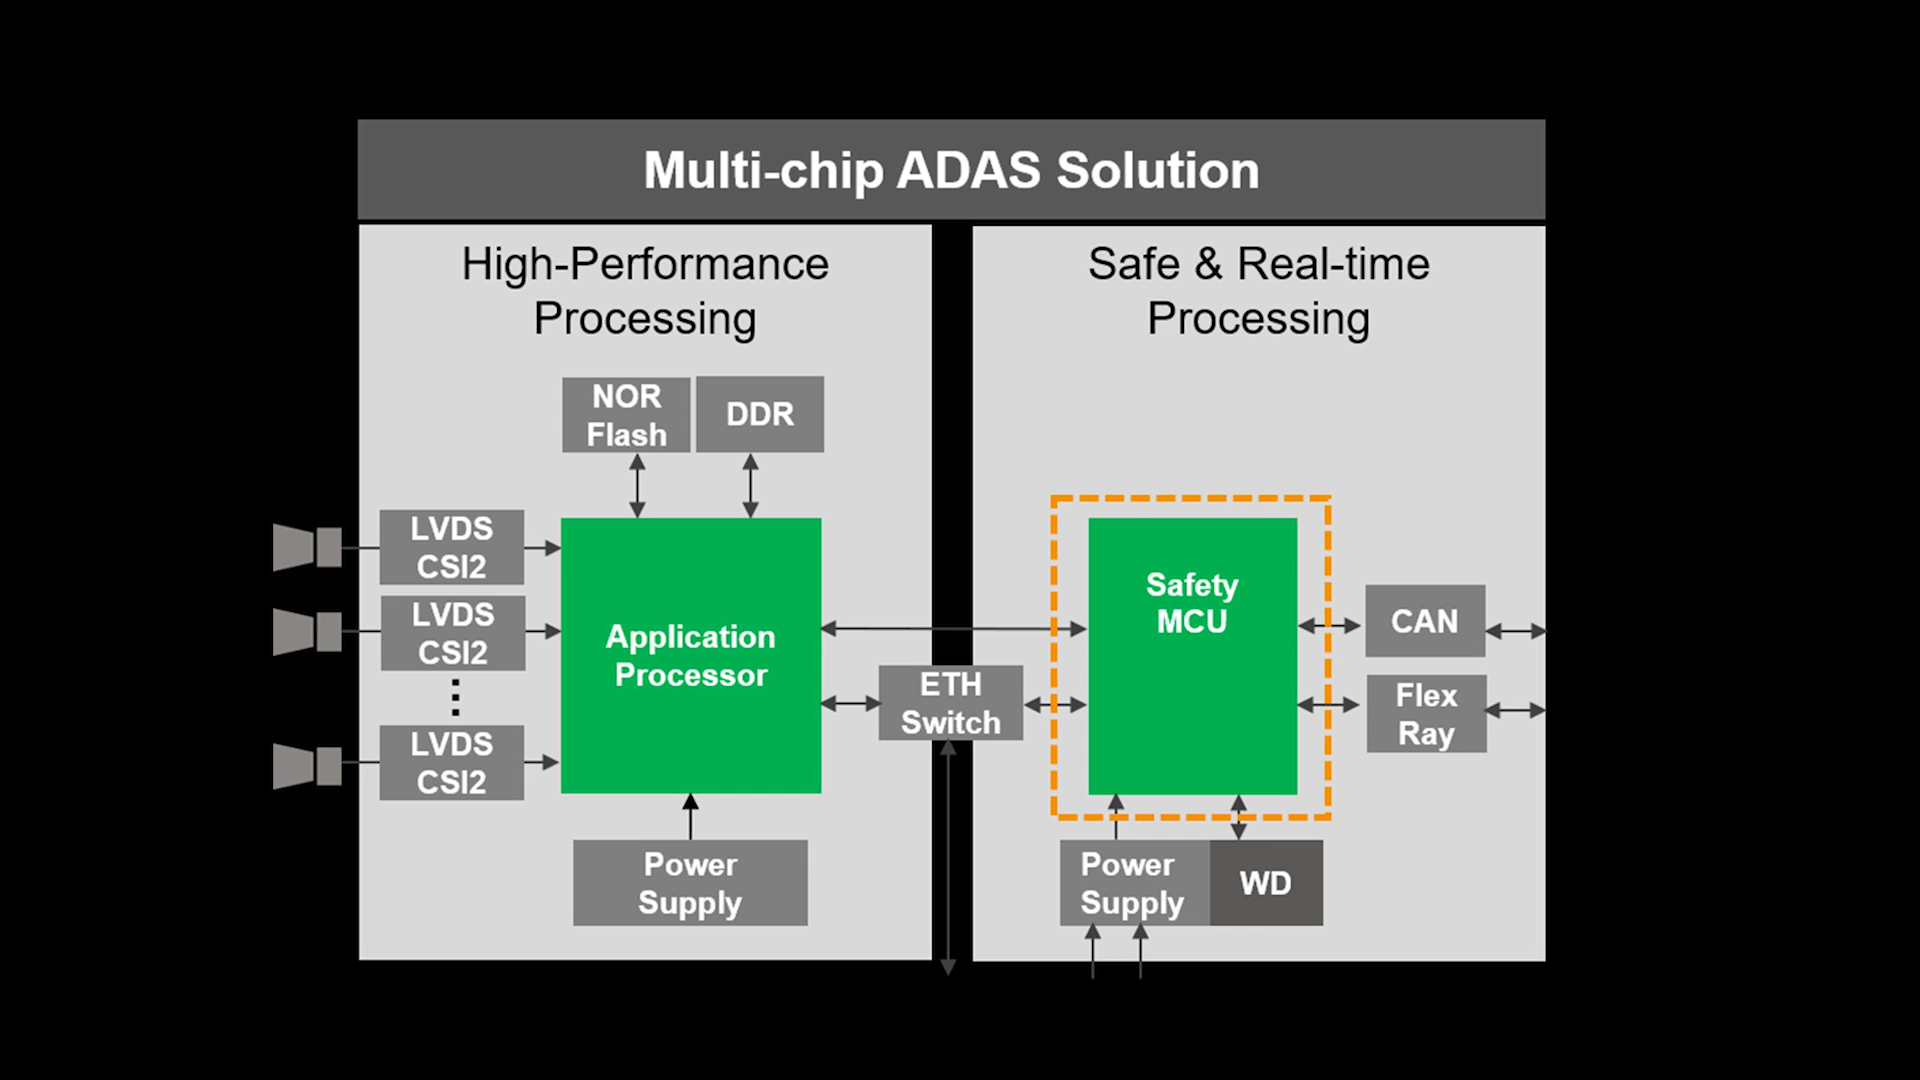 Multi-chip ADAS Solution
High-Performance
Processing
Safe & Real-time
Processing
NOR
Flash
DDR
LVDS
CSI2
LVDS
CSI2
LVDS
CSI2
Application
Processor
ETH
Switch
Power
Supply
Safety
MCU
CAN
Flex
Ray
Power
Supply
WD